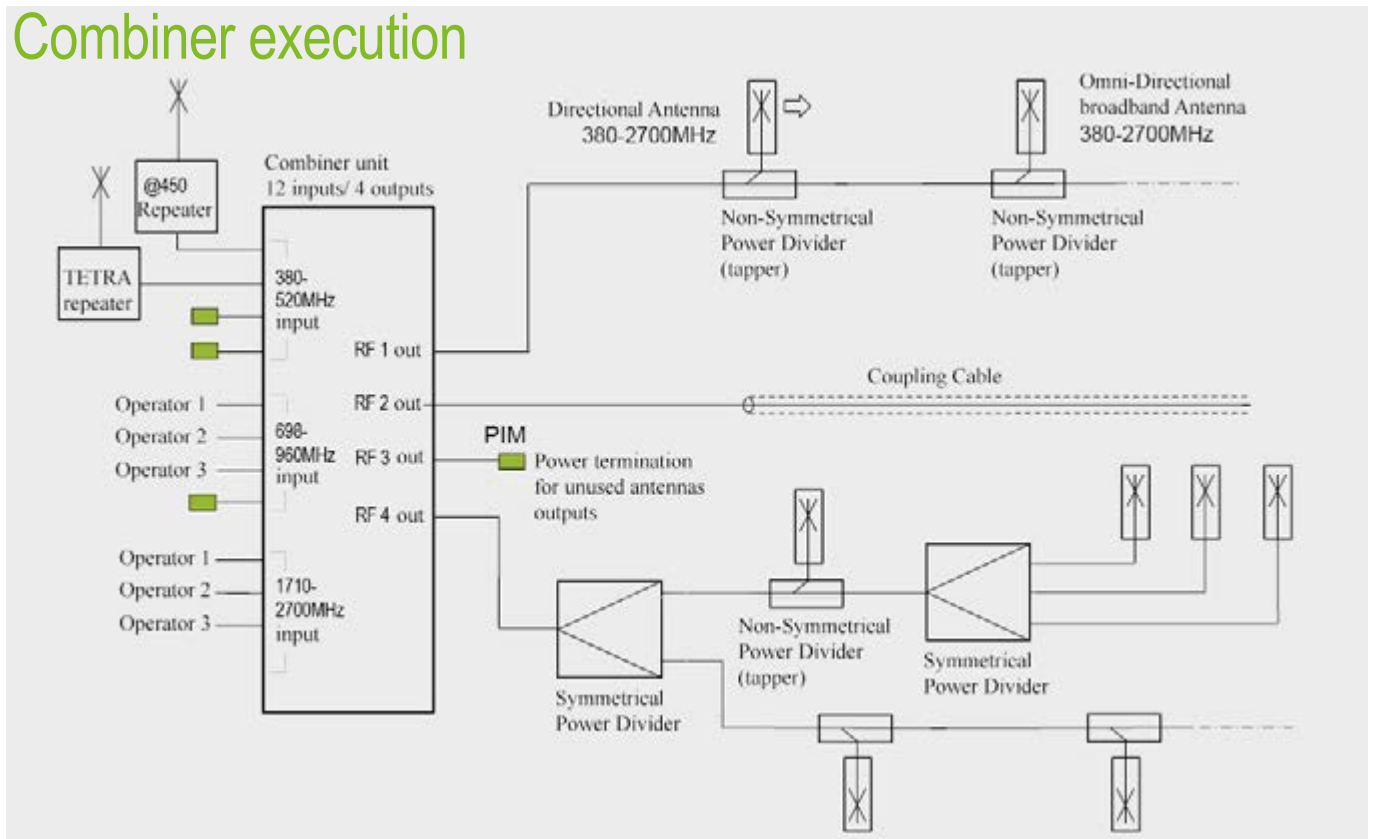 Combiner execution
Directional Antenna
380-2700MHz
Omni-Directional
broadband Antenna
380-2700MHz
@450
Repeater
Combiner unit
12 inputs/ 4 outputs
Non-Symmetrical
Power Divider
(tapper)
Non-Symmetrical
Power Divider
(tapper)
TETRA
repeater
380-
520MHz
input
RF 1 out
Coupling Cable
Operator 1
Operator 2
Operator 3
698-
960MHz
input
RF 2 out
RF 3 out
RF 4 out
PIM
Power termination
for unused antennas
outputs
Operator 1
Operator 2
Operator 3
1710-
2700MHz
input
Non-Symmetrical
Power Divider
(tapper)
Symmetrical
Power Divider
Symmetrical
Power Divider